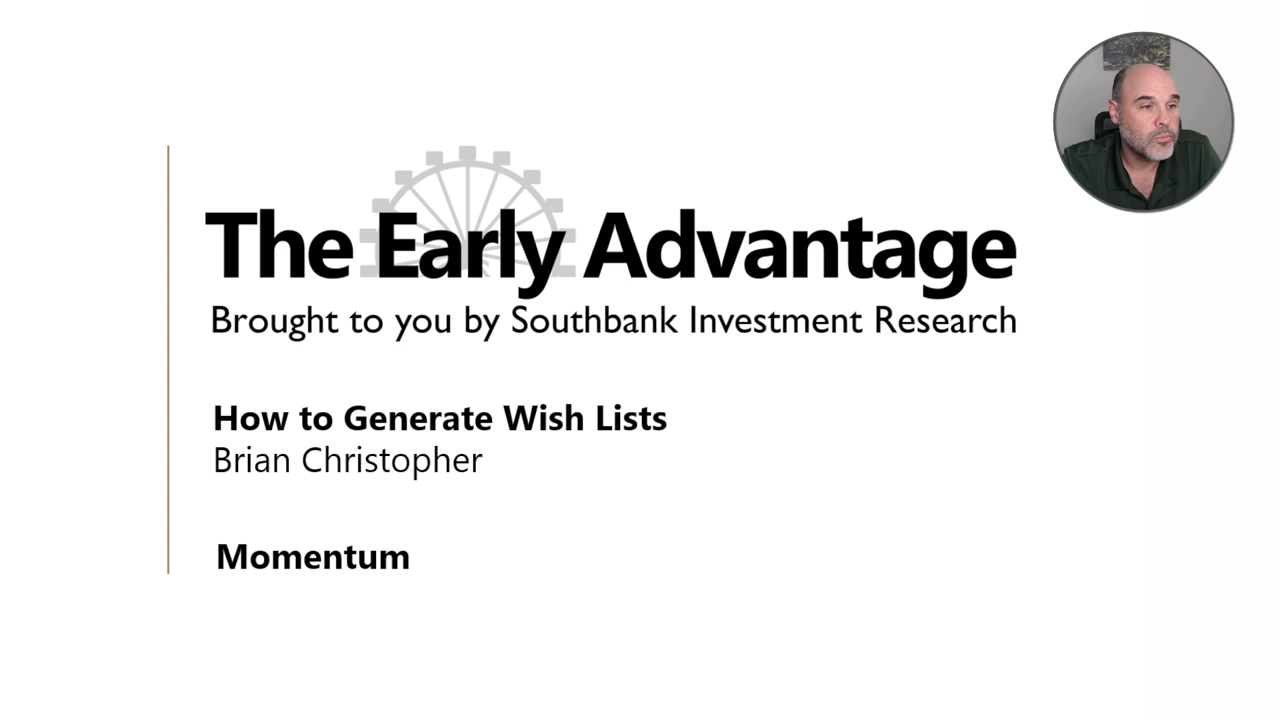 The Early Advantage
Brought to you by Southbank Investment Research
How to Generate Wish Lists
Brian Christopher
Momentum